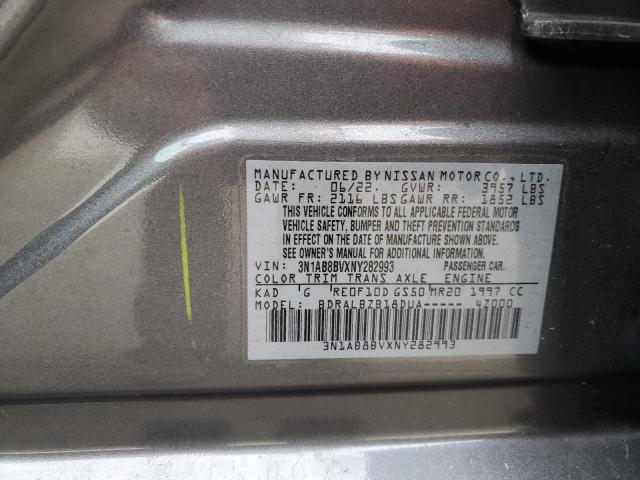 MANUFACTURED BY NISSAN MOTOR CO., LTD.
DATE: 06/22 GVWR: 3957 LBS
GAWR FR: 2116 LBS GAWR RR: 1852 LBS
THIS VEHICLE CONFORMS TO ALL APPLICABLE FEDERAL MOTOR
VEHICLE SAFETY, BUMPER AND THEFT PREVENTION STANDARDS
IN EFFECT ON THE DATE OF MANUFACTURE SHOWN ABOVE.
SEE OWNER'S MANUAL FOR ADDITIONAL INFORMATION.
VIN: 3N1AB8BVXNY282993 PASSENGER CAR.
COLOR TRIM TRANS AXLE ENGINE
KAD G RE0F10D GS50 MR20 1997 CC
MODEL: BDRALBZB18DUA----- 4Z000
3N1AB8BVXNY282993